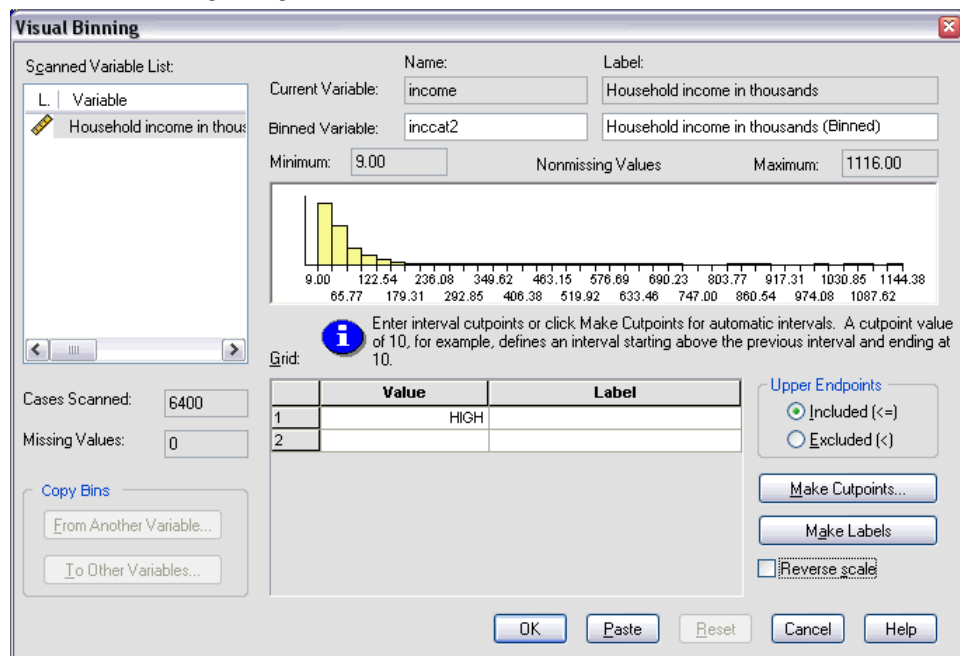 Visual Binning
Scanned Variable List:
L. Variable
Household income in thous
Name: Label:
Current Variable: income Household income in thousands
Binned Variable: inccat2 Household income in thousands (Binned)
Minimum: 9.00 Nonmissing Values Maximum: 1116.00
9.00 122.54 236.08 349.62 463.15 576.69 690.23 803.77 917.31 1030.85 1144.38
65.77 179.31 292.85 406.38 519.92 633.46 747.00 860.54 974.08 1087.62
Enter interval cutpoints or click Make Cutpoints for automatic intervals. A cutpoint value
of 10, for example, defines an interval starting above the previous interval and ending at
10.
Grid:
Value Label
1 HIGH
2
Cases Scanned: 6400
Missing Values: 0
Copy Bins
From Another Variable...
To Other Variables...
Upper Endpoints
Included (<=)
Excluded (<)
Make Cutpoints...
Make Labels
Reverse scale
OK Paste Reset Cancel Help